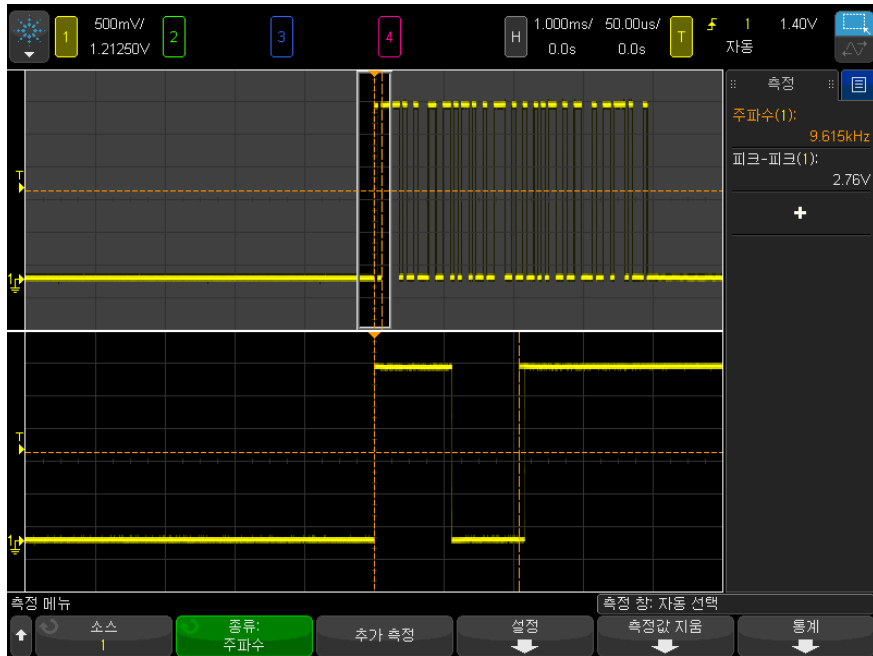 1 500mV/ 1.21250V
2
3
4
H 1.000ms/ 50.00us/
0.0s 0.0s
T 1 1.40V
자동
측정
주파수(1):
9.615kHz
피크-피크(1):
2.76V
+
T
1
T
1
측정 메뉴
측정 창: 자동 선택
소스
1
종류:
주파수
추가 측정
설정
측정값 지움
통계